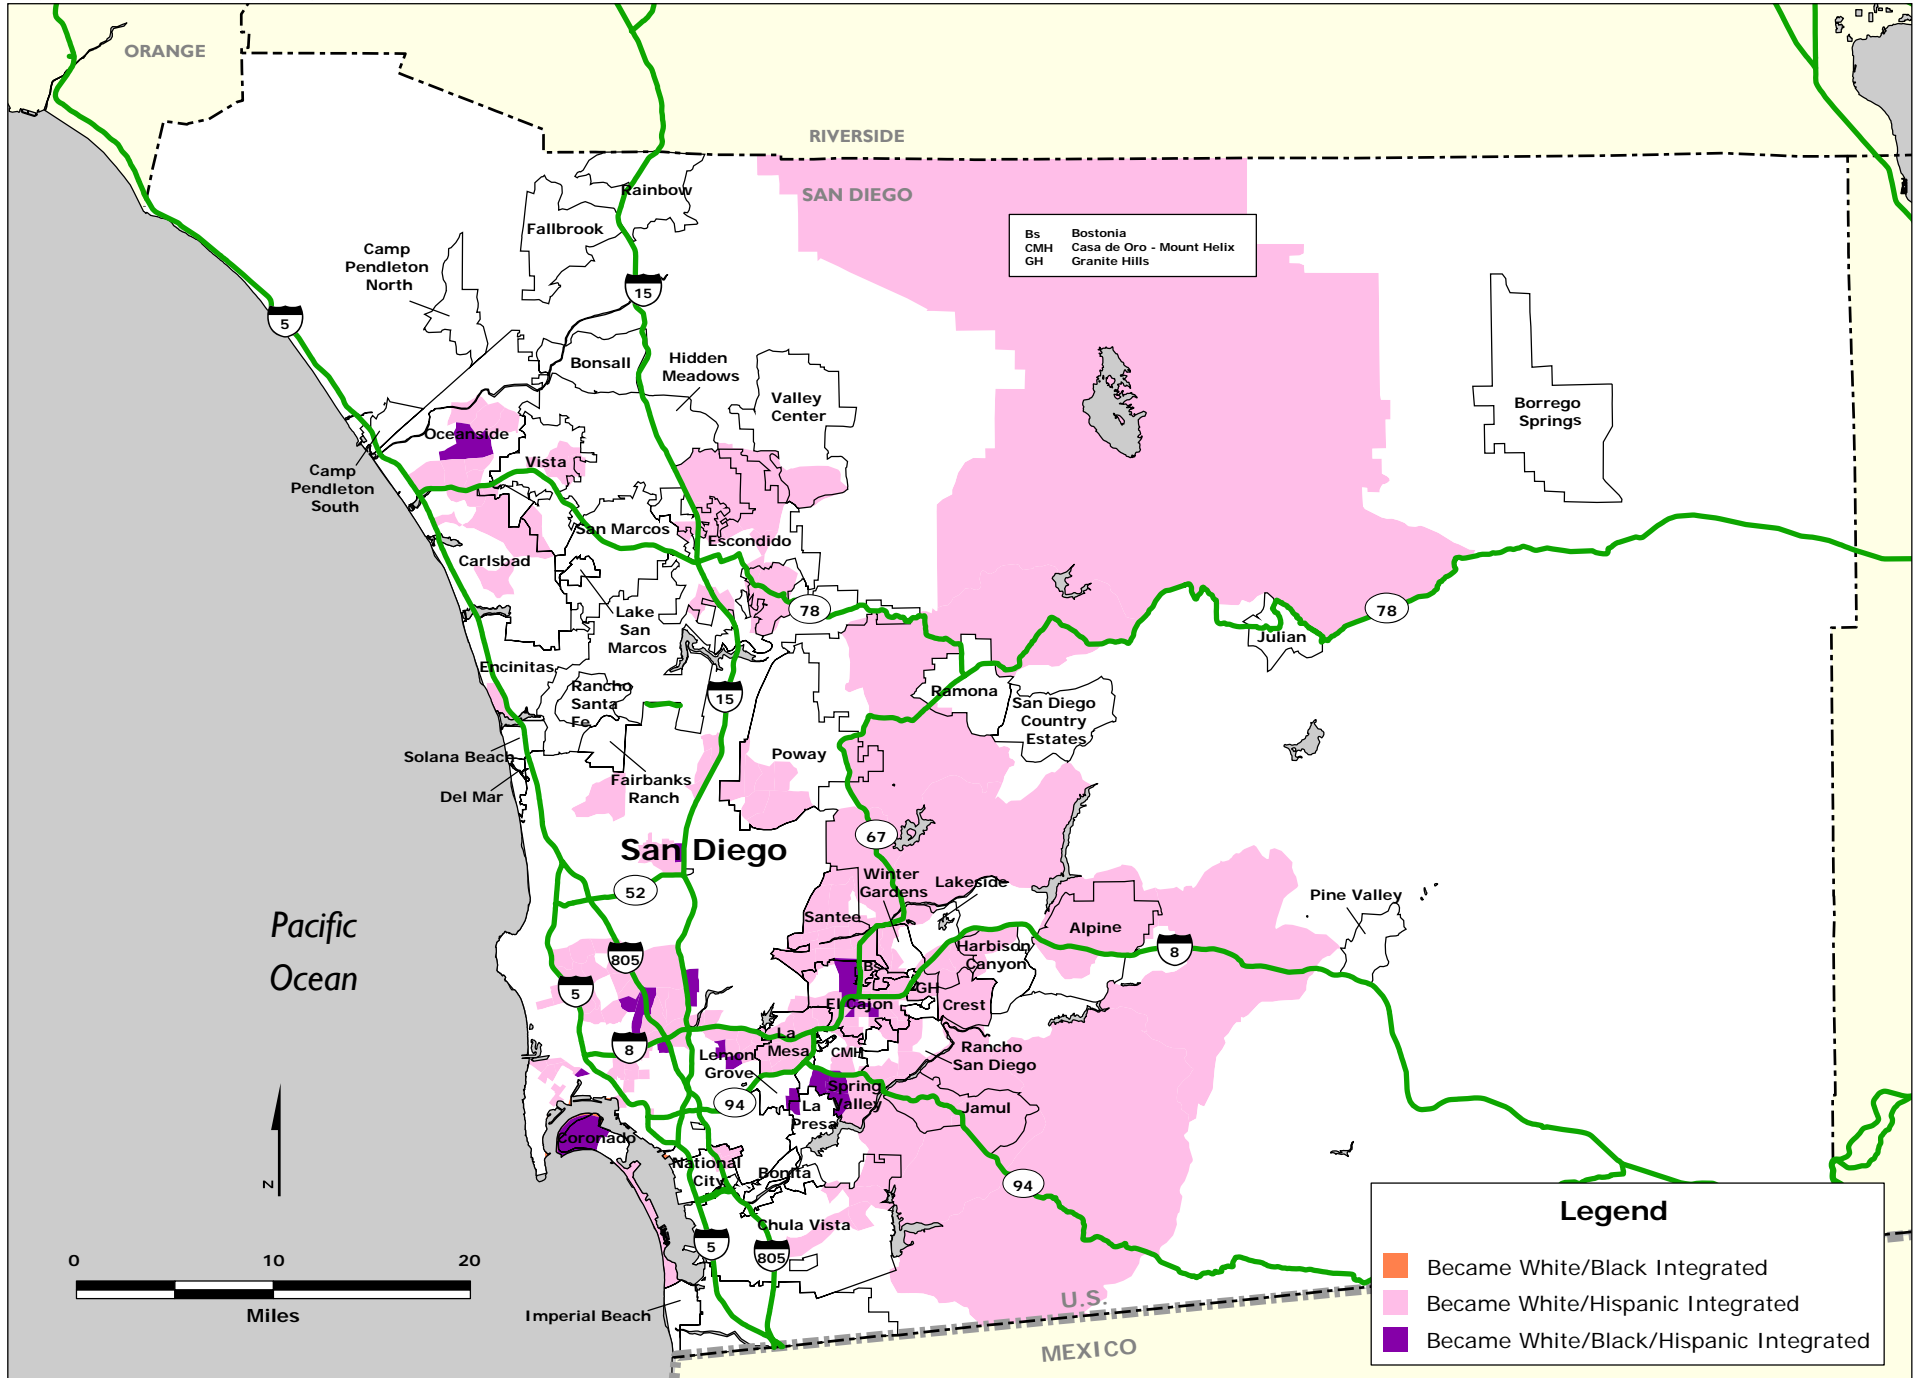 ORANGE
RIVERSIDE
SAN DIEGO
Bs Bostonia
CMH Casa de Oro - Mount Helix
GH Granite Hills
Rainbow
Fallbrook
Camp
Pendleton
North
15
5
Bonsall
Hidden
Meadows
Valley
Center
Borrego
Springs
Oceanside
Vista
Camp
Pendleton
South
San Marcos
Escondido
Carlsbad
78
78
Lake
San
Marcos
Julian
Encinitas
Rancho
Santa
Fe
15
Ramona
San Diego
Country
Estates
Solana Beach
Poway
Fairbanks
Ranch
Del Mar
67
San Diego
52
Winter
Gardens
Lakeside
Pine Valley
Santee
Alpine
Pacific
Ocean
805
Harbison
Canyon
8
Bs
5
GH
El Cajon
Crest
8
La
Mesa
CMH
Rancho
San Diego
Lemon
Grove
Spring
Valley
94
La
Presa
Jamul
Coronado
National
City
Bonita
94
N
Chula Vista
5
805
0 10 20
Miles
Imperial Beach
U.S.
MEXICO
Legend
Became White/Black Integrated
Became White/Hispanic Integrated
Became White/Black/Hispanic Integrated